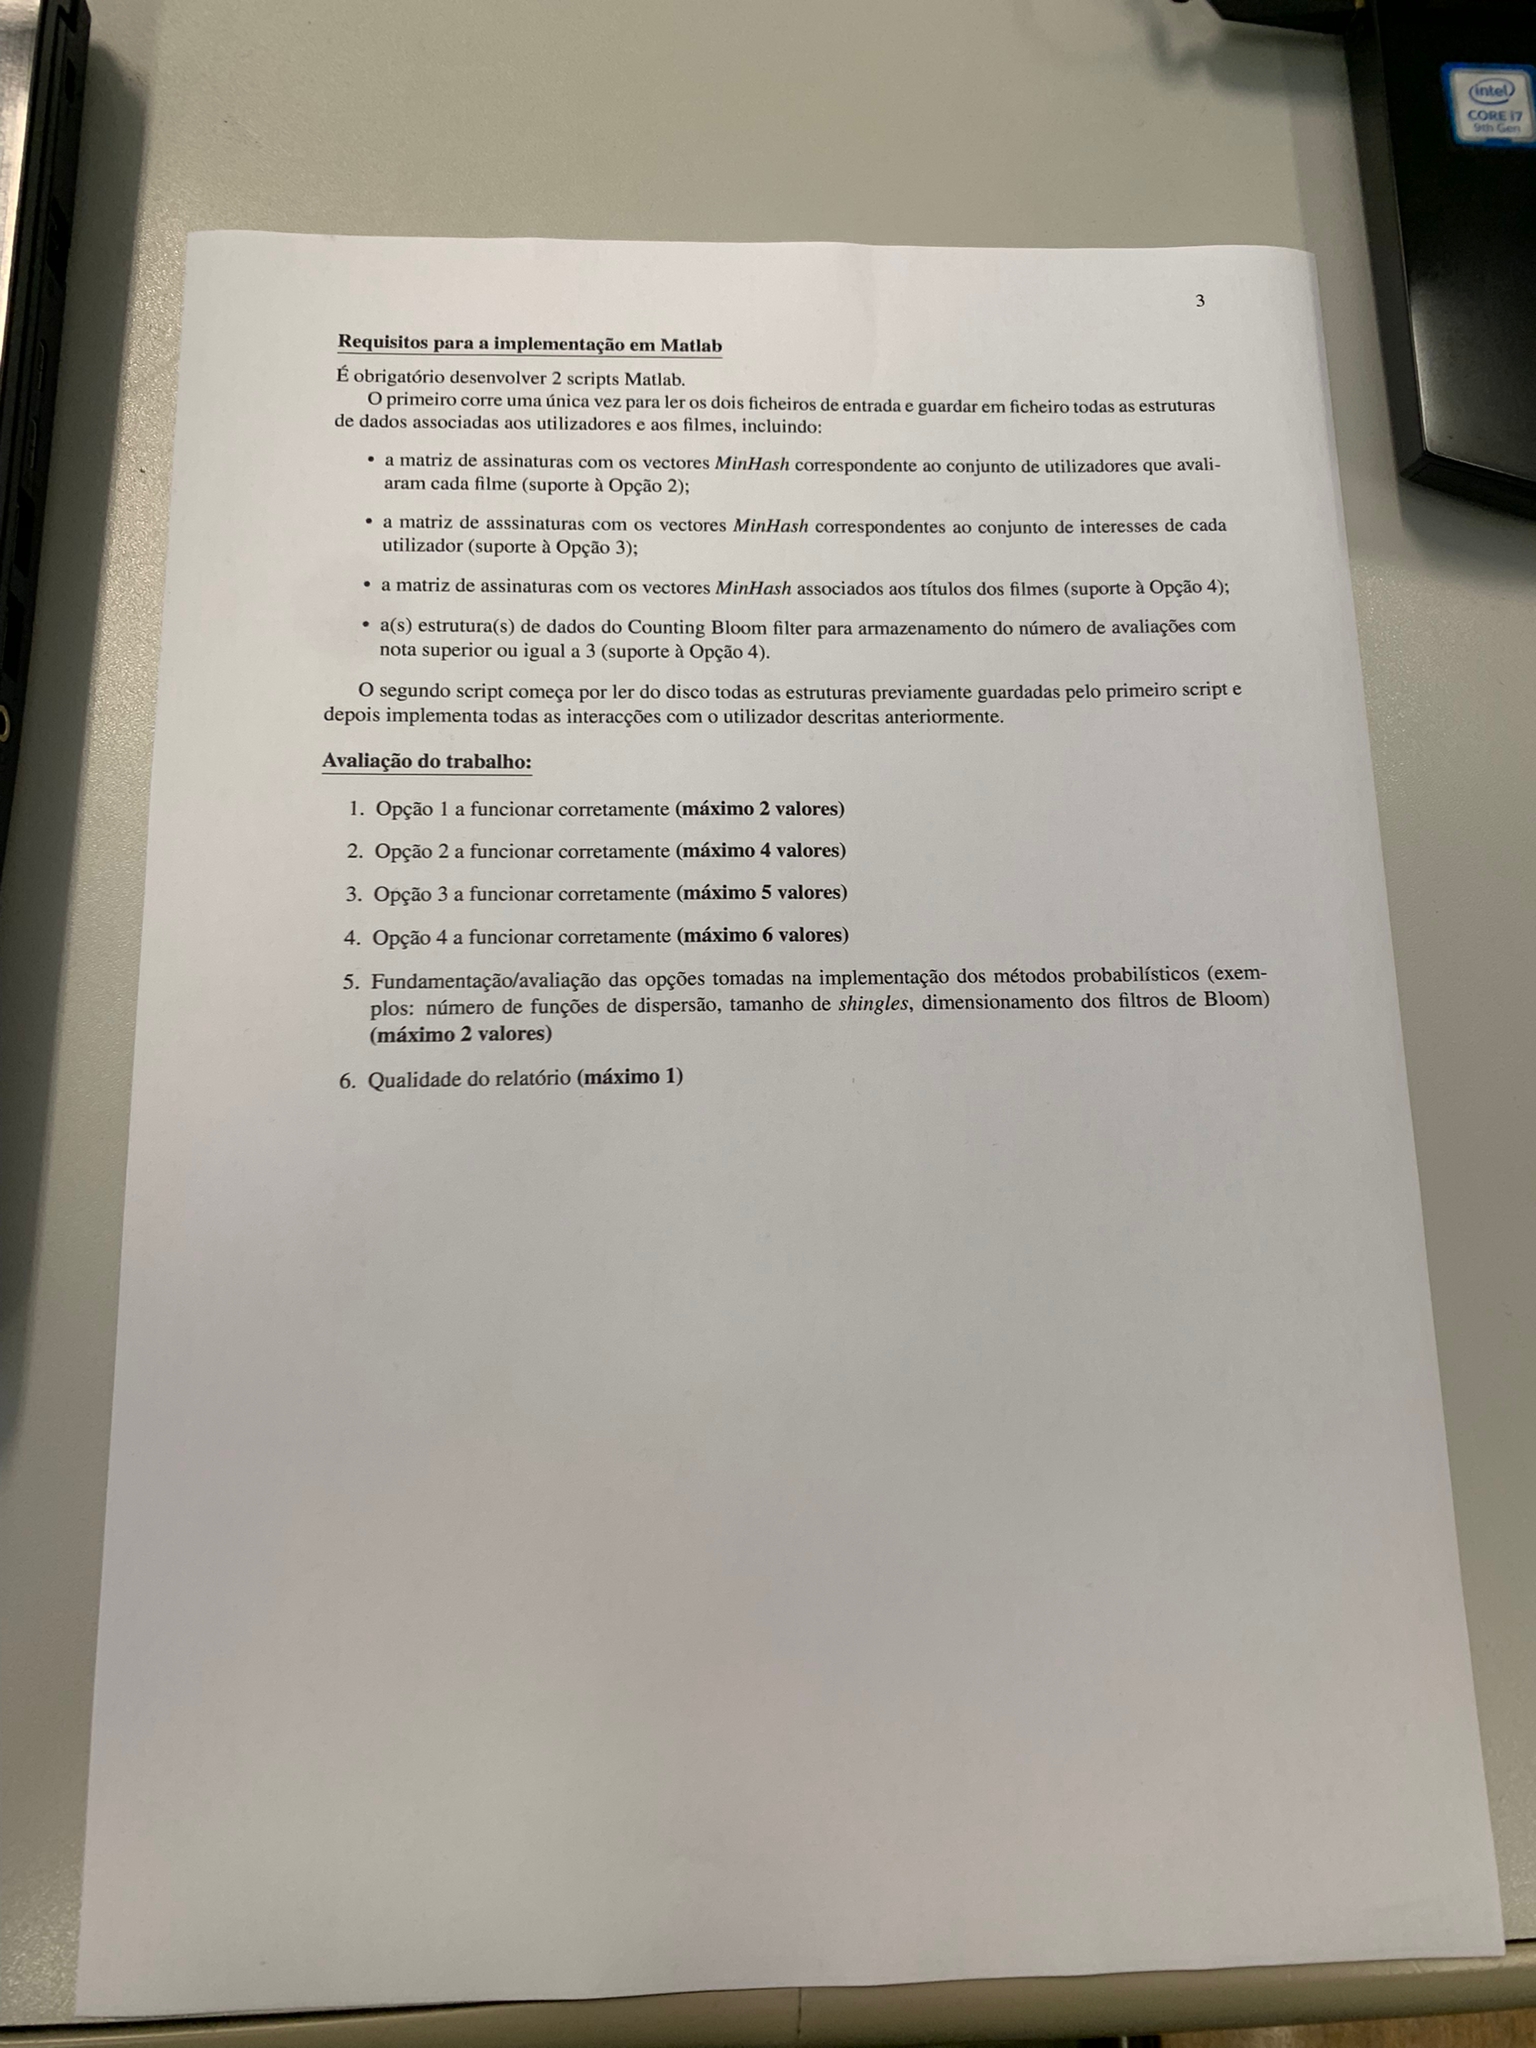 intel
CORE i7
9th Gen
3
Requisitos para a implementação em Matlab
É obrigatório desenvolver 2 scripts Matlab.
O primeiro corre uma única vez para ler os dois ficheiros de entrada e guardar em ficheiro todas as estruturas
de dados associadas aos utilizadores e aos filmes, incluindo:
• a matriz de assinaturas com os vectores MinHash correspondente ao conjunto de utilizadores que avali-
aram cada filme (suporte à Opção 2);
• a matriz de asssinaturas com os vectores MinHash correspondentes ao conjunto de interesses de cada
utilizador (suporte à Opção 3);
• a matriz de assinaturas com os vectores MinHash associados aos títulos dos filmes (suporte à Opção 4);
• a(s) estrutura(s) de dados do Counting Bloom filter para armazenamento do número de avaliações com
nota superior ou igual a 3 (suporte à Opção 4).
O segundo script começa por ler do disco todas as estruturas previamente guardadas pelo primeiro script e
depois implementa todas as interacções com o utilizador descritas anteriormente.
Avaliação do trabalho:
1. Opção 1 a funcionar corretamente (máximo 2 valores)
2. Opção 2 a funcionar corretamente (máximo 4 valores)
3. Opção 3 a funcionar corretamente (máximo 5 valores)
4. Opção 4 a funcionar corretamente (máximo 6 valores)
5. Fundamentação/avaliação das opções tomadas na implementação dos métodos probabilísticos (exem-
plos: número de funções de dispersão, tamanho de shingles, dimensionamento dos filtros de Bloom)
(máximo 2 valores)
6. Qualidade do relatório (máximo 1)